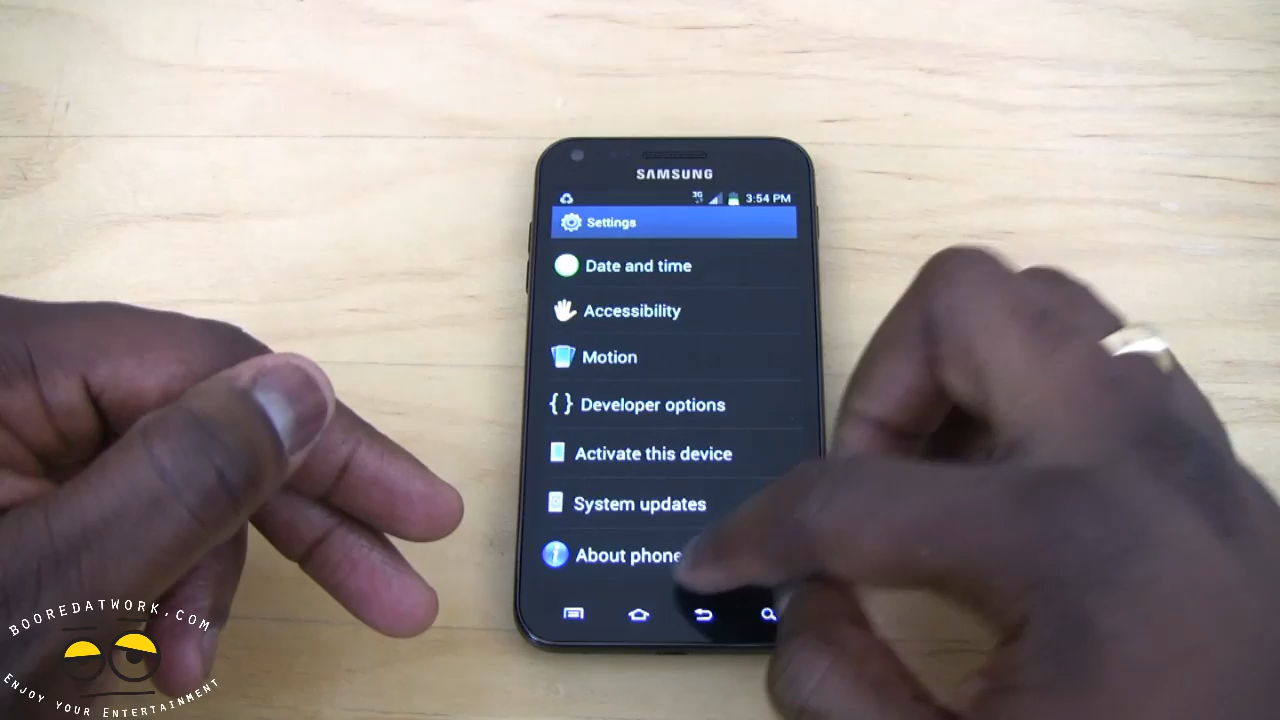 SAMSUNG
3G 3:54 PM
Settings
Date and time
Accessibility
Motion
{ } Developer options
Activate this device
System updates
About phone
BOOREDATWORK.COM
ENJOY YOUR ENTERTAINMENT